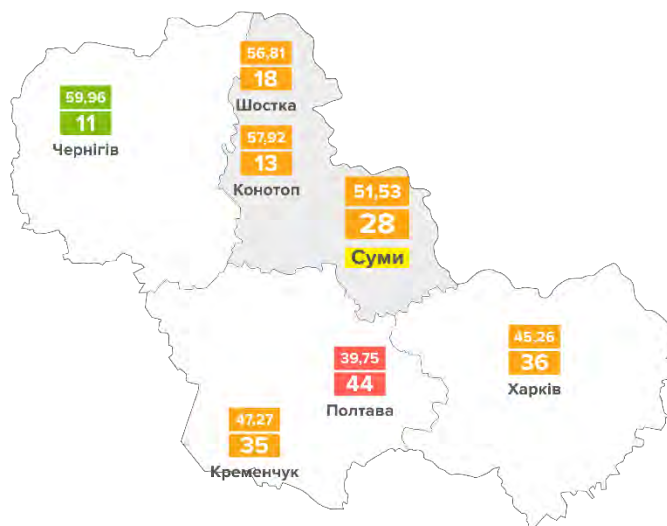 56,81
18
Шостка
59,96
11
Чернігів
57,92
13
Конотоп
51,53
28
Суми
45,26
36
Харків
39,75
44
Полтава
47,27
35
Кременчук